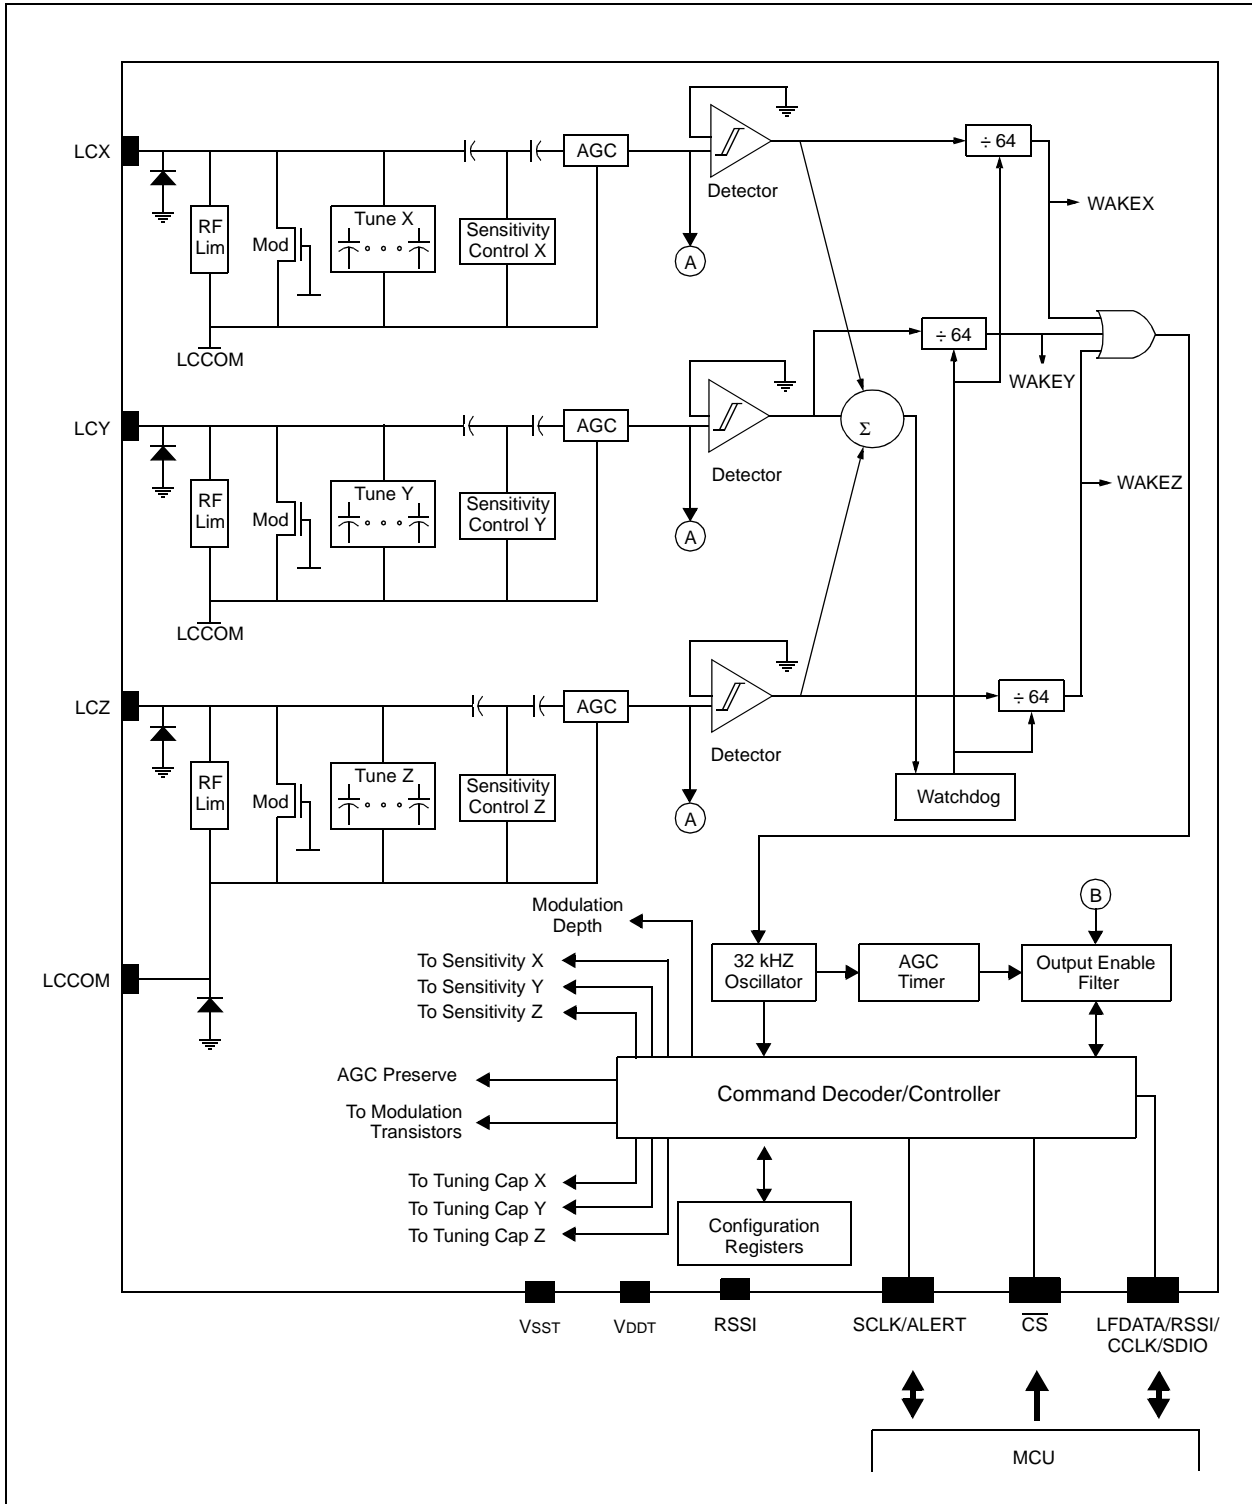 LCX
AGC
Detector
÷ 64
WAKEX
RF
Lim
Mod
Tune X
Sensitivity
Control X
A
LCCOM
÷ 64
WAKEY
LCY
AGC
Detector
Σ
WAKEZ
RF
Lim
Mod
Tune Y
Sensitivity
Control Y
A
LCCOM
LCZ
AGC
Detector
÷ 64
RF
Lim
Mod
Tune Z
Sensitivity
Control Z
A
Watchdog
LCCOM
Modulation
Depth
To Sensitivity X
To Sensitivity Y
To Sensitivity Z
B
32 kHZ
Oscillator
AGC
Timer
Output Enable
Filter
AGC Preserve
To Modulation
Transistors
Command Decoder/Controller
To Tuning Cap X
To Tuning Cap Y
To Tuning Cap Z
Configuration
Registers
VSST
VDDT
RSSI
SCLK/ALERT
CS
LFDATA/RSSI/
CCLK/SDIO
MCU